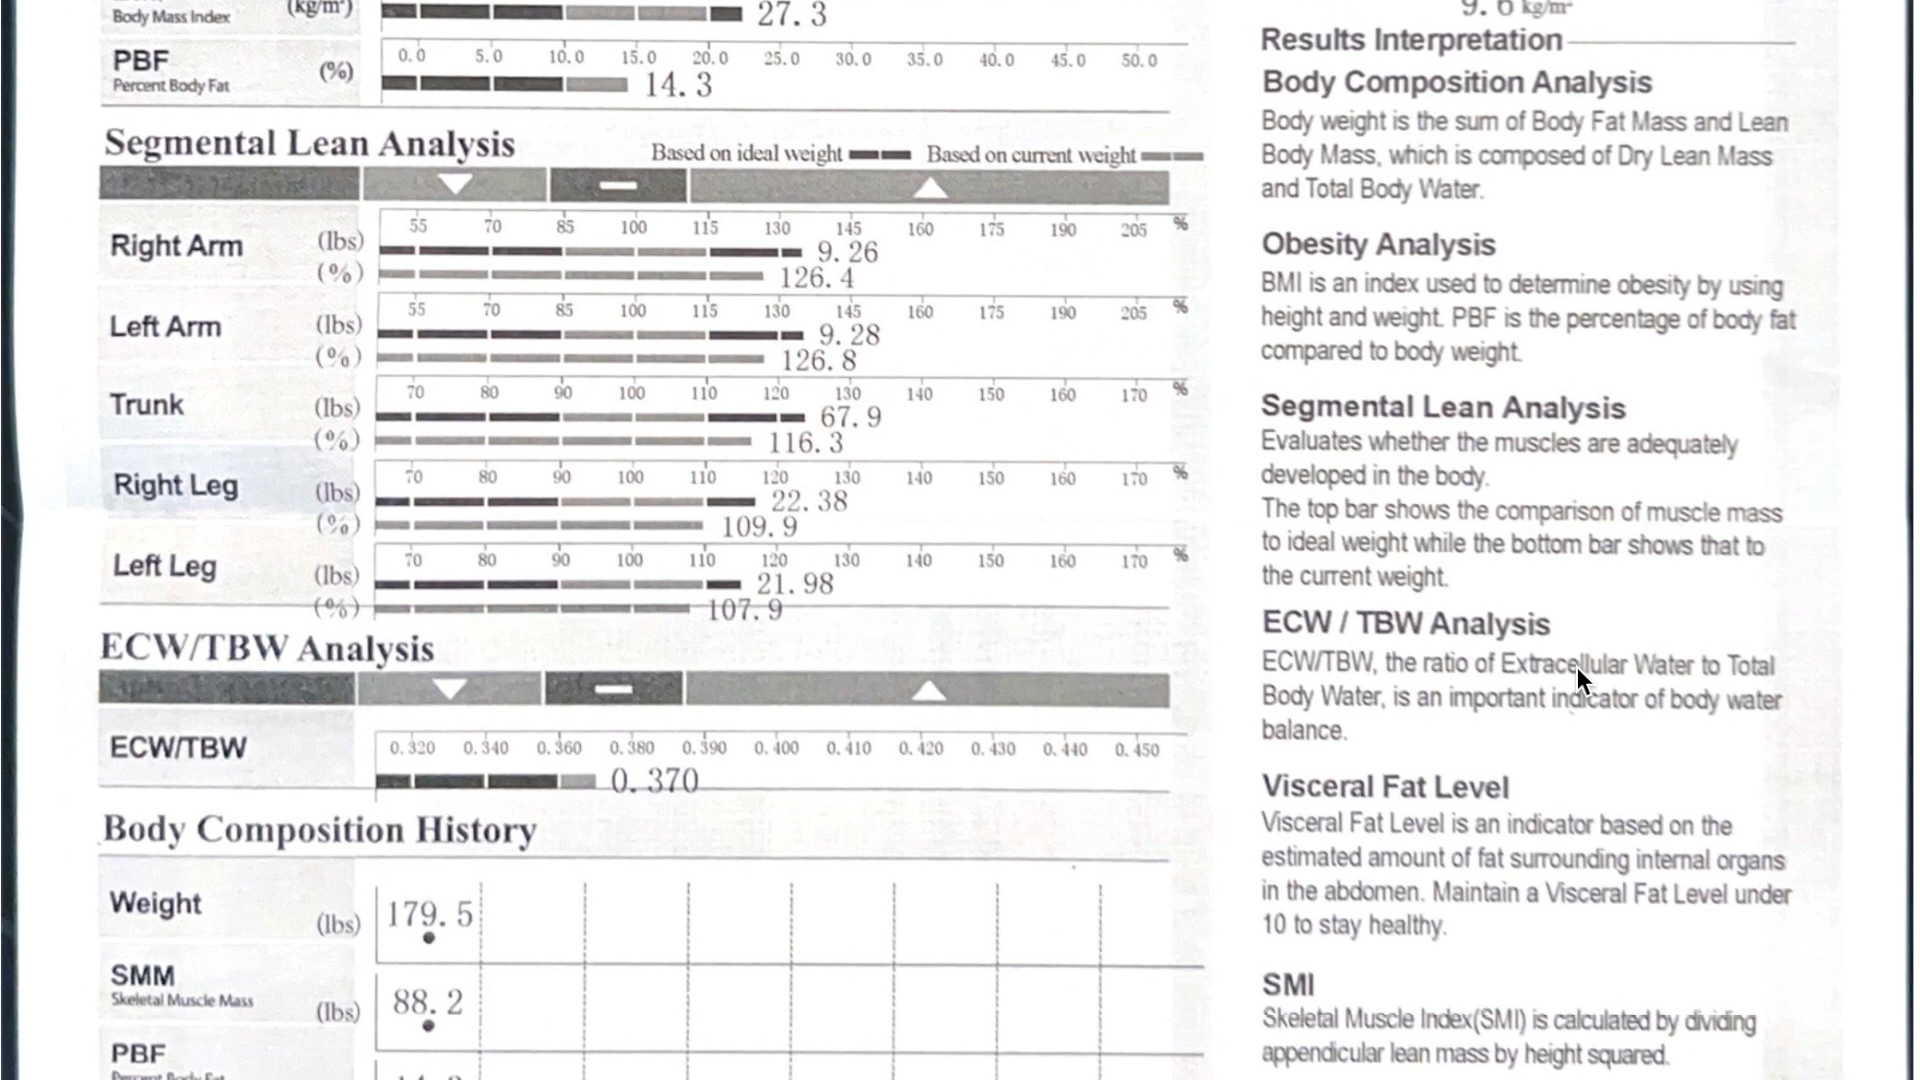 Body Mass Index (kg/m²) 27.3
PBF
Percent Body Fat
(%)
0.0 5.0 10.0 15.0 20.0 25.0 30.0 35.0 40.0 45.0 50.0
14.3
Segmental Lean Analysis
Based on ideal weight Based on current weight
Right Arm
(lbs)
(%)
55 70 85 100 115 130 145 160 175 190 205 %
9.26
126.4
Left Arm
(lbs)
(%)
55 70 85 100 115 130 145 160 175 190 205 %
9.28
126.8
Trunk
(lbs)
(%)
70 80 90 100 110 120 130 140 150 160 170 %
67.9
116.3
Right Leg
(lbs)
(%)
70 80 90 100 110 120 130 140 150 160 170 %
22.38
109.9
Left Leg
(lbs)
(%)
70 80 90 100 110 120 130 140 150 160 170 %
21.98
107.9
ECW/TBW Analysis
ECW/TBW
0.320 0.340 0.360 0.380 0.390 0.400 0.410 0.420 0.430 0.440 0.450
0.370
Body Composition History
Weight
(lbs)
179.5
SMM
Skeletal Muscle Mass
(lbs)
88.2
PBF
Percent Body Fat
9.6 kg/m²
Results Interpretation
Body Composition Analysis
Body weight is the sum of Body Fat Mass and Lean
Body Mass, which is composed of Dry Lean Mass
and Total Body Water.
Obesity Analysis
BMI is an index used to determine obesity by using
height and weight. PBF is the percentage of body fat
compared to body weight.
Segmental Lean Analysis
Evaluates whether the muscles are adequately
developed in the body.
The top bar shows the comparison of muscle mass
to ideal weight while the bottom bar shows that to
the current weight.
ECW / TBW Analysis
ECW/TBW, the ratio of Extracellular Water to Total
Body Water, is an important indicator of body water
balance.
Visceral Fat Level
Visceral Fat Level is an indicator based on the
estimated amount of fat surrounding internal organs
in the abdomen. Maintain a Visceral Fat Level under
10 to stay healthy.
SMI
Skeletal Muscle Index(SMI) is calculated by dividing
appendicular lean mass by height squared.